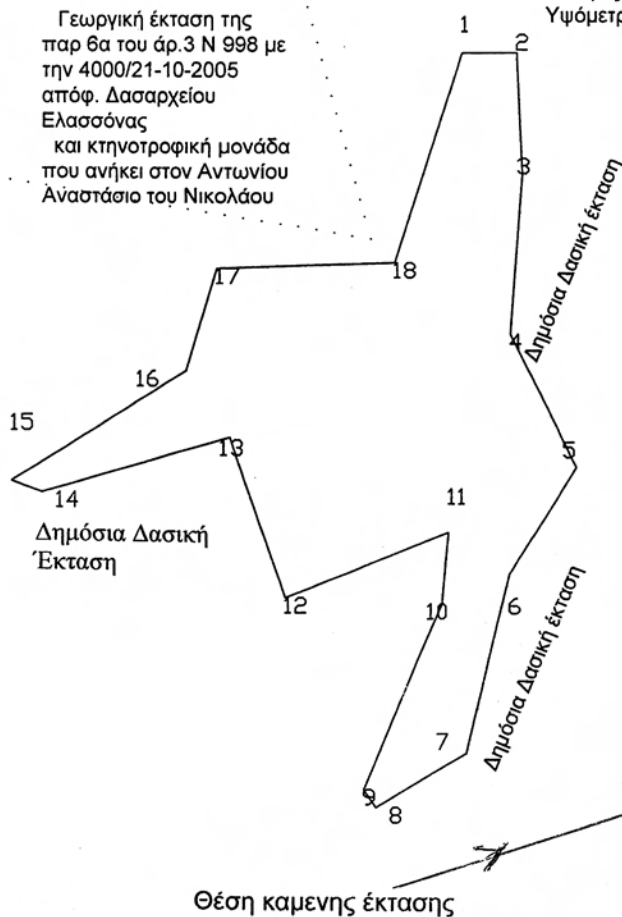 Γεωργική έκταση της
παρ 6α του άρ.3 Ν 998 με
την 4000/21-10-2005
απόφ. Δασαρχείου
Ελασσόνας
και κτηνοτροφική μονάδα
που ανήκει στον Αντωνίου
Αναστάσιο του Νικολάου
Υψόμετρ
1
2
3
Δημόσια Δασική έκταση
18
17
4
16
15
13
5
14
11
Δημόσια Δασική
Έκταση
12
10
6
Δημόσια Δασική έκταση
7
9
8
Θέση καμενης έκτασης